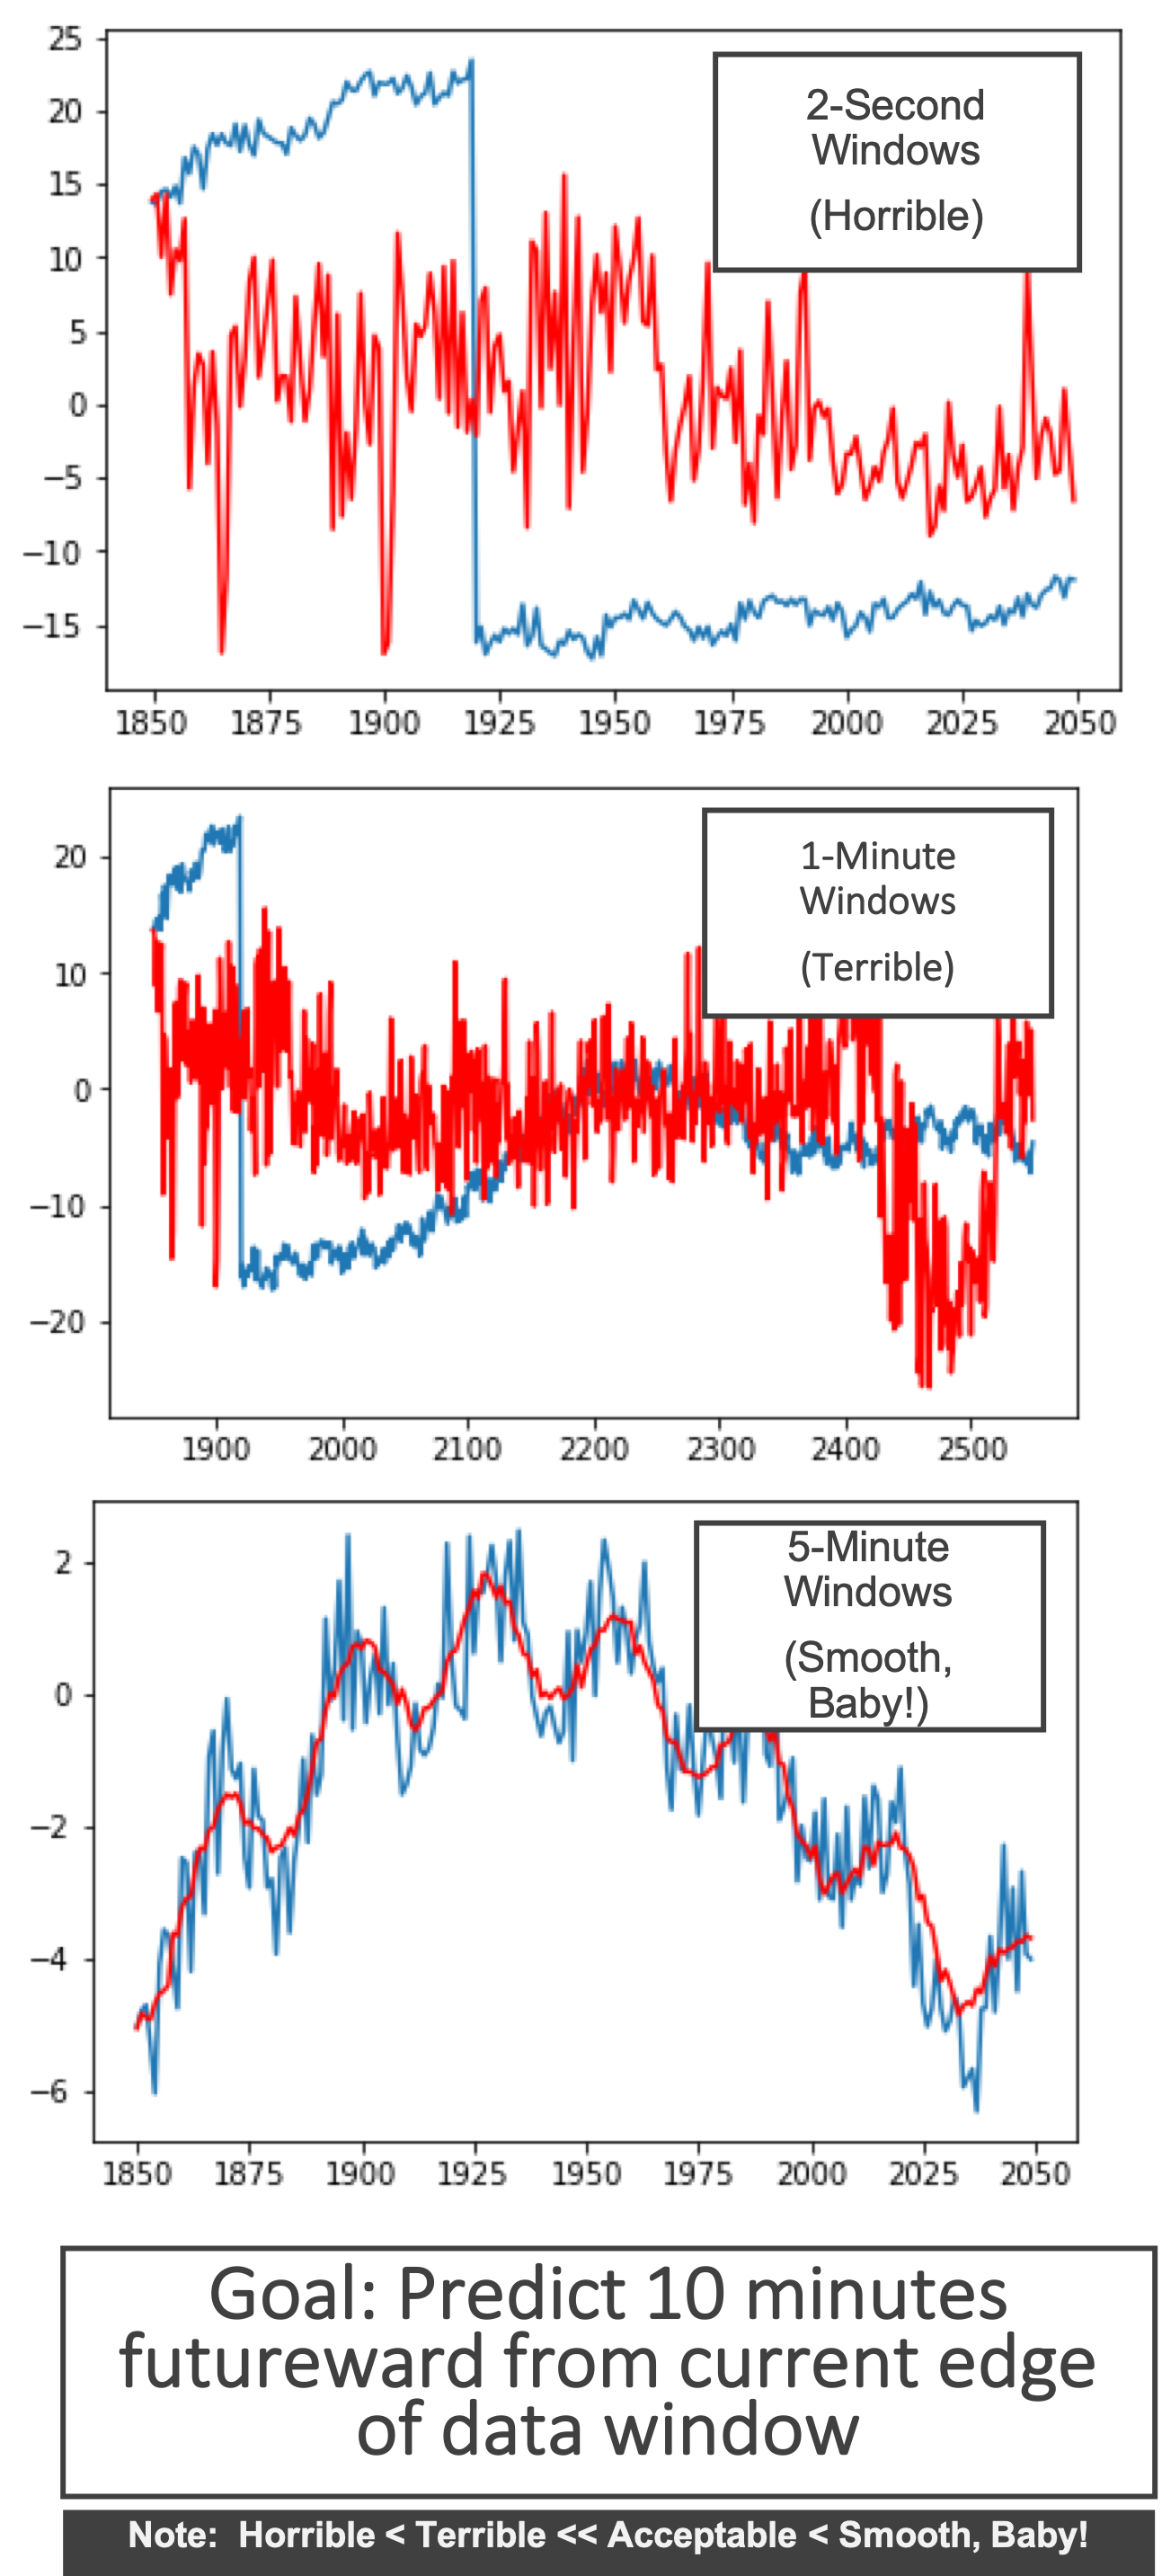 25
20
15
10
5
0
−5
−10
−15
2-Second
Windows
(Horrible)
1850 1875 1900 1925 1950 1975 2000 2025 2050
20
10
0
−10
−20
1-Minute
Windows
(Terrible)
1900 2000 2100 2200 2300 2400 2500
2
0
−2
−4
−6
5-Minute
Windows
(Smooth,
Baby!)
1850 1875 1900 1925 1950 1975 2000 2025 2050
Goal: Predict 10 minutes
futureward from current edge
of data window
Note: Horrible < Terrible << Acceptable < Smooth, Baby!